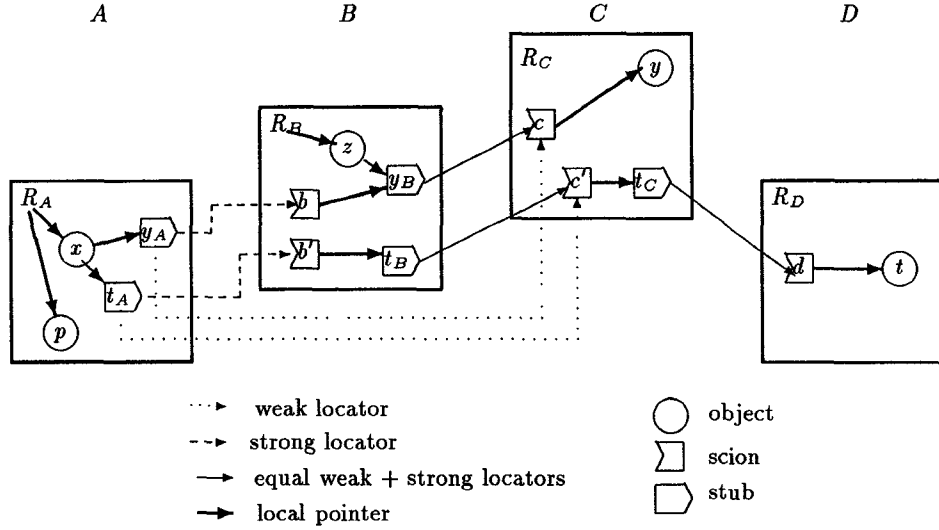 A B C D
R_C y
c
R_B z
y_B
c' t_C
b
R_A
R_D
x y_A
b' t_B
d t
t_A
p
weak locator
object
strong locator
scion
equal weak + strong locators
stub
local pointer